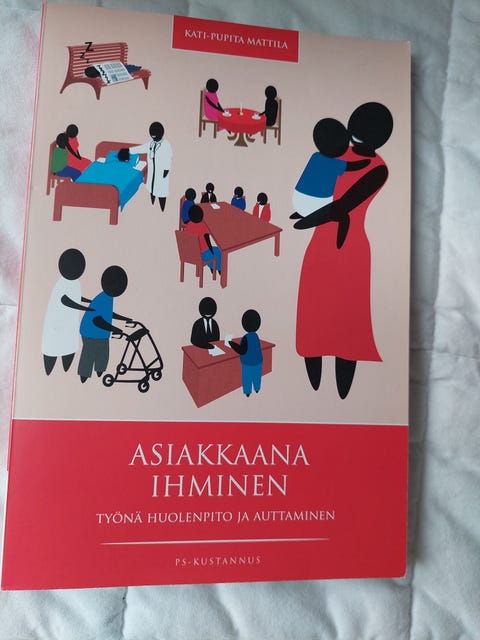 KATI-PUPITA MATTILA
Z
Z
ASIAKKAANA
IHMINEN
TYÖNÄ HUOLENPITO JA AUTTAMINEN
PS-KUSTANNUS